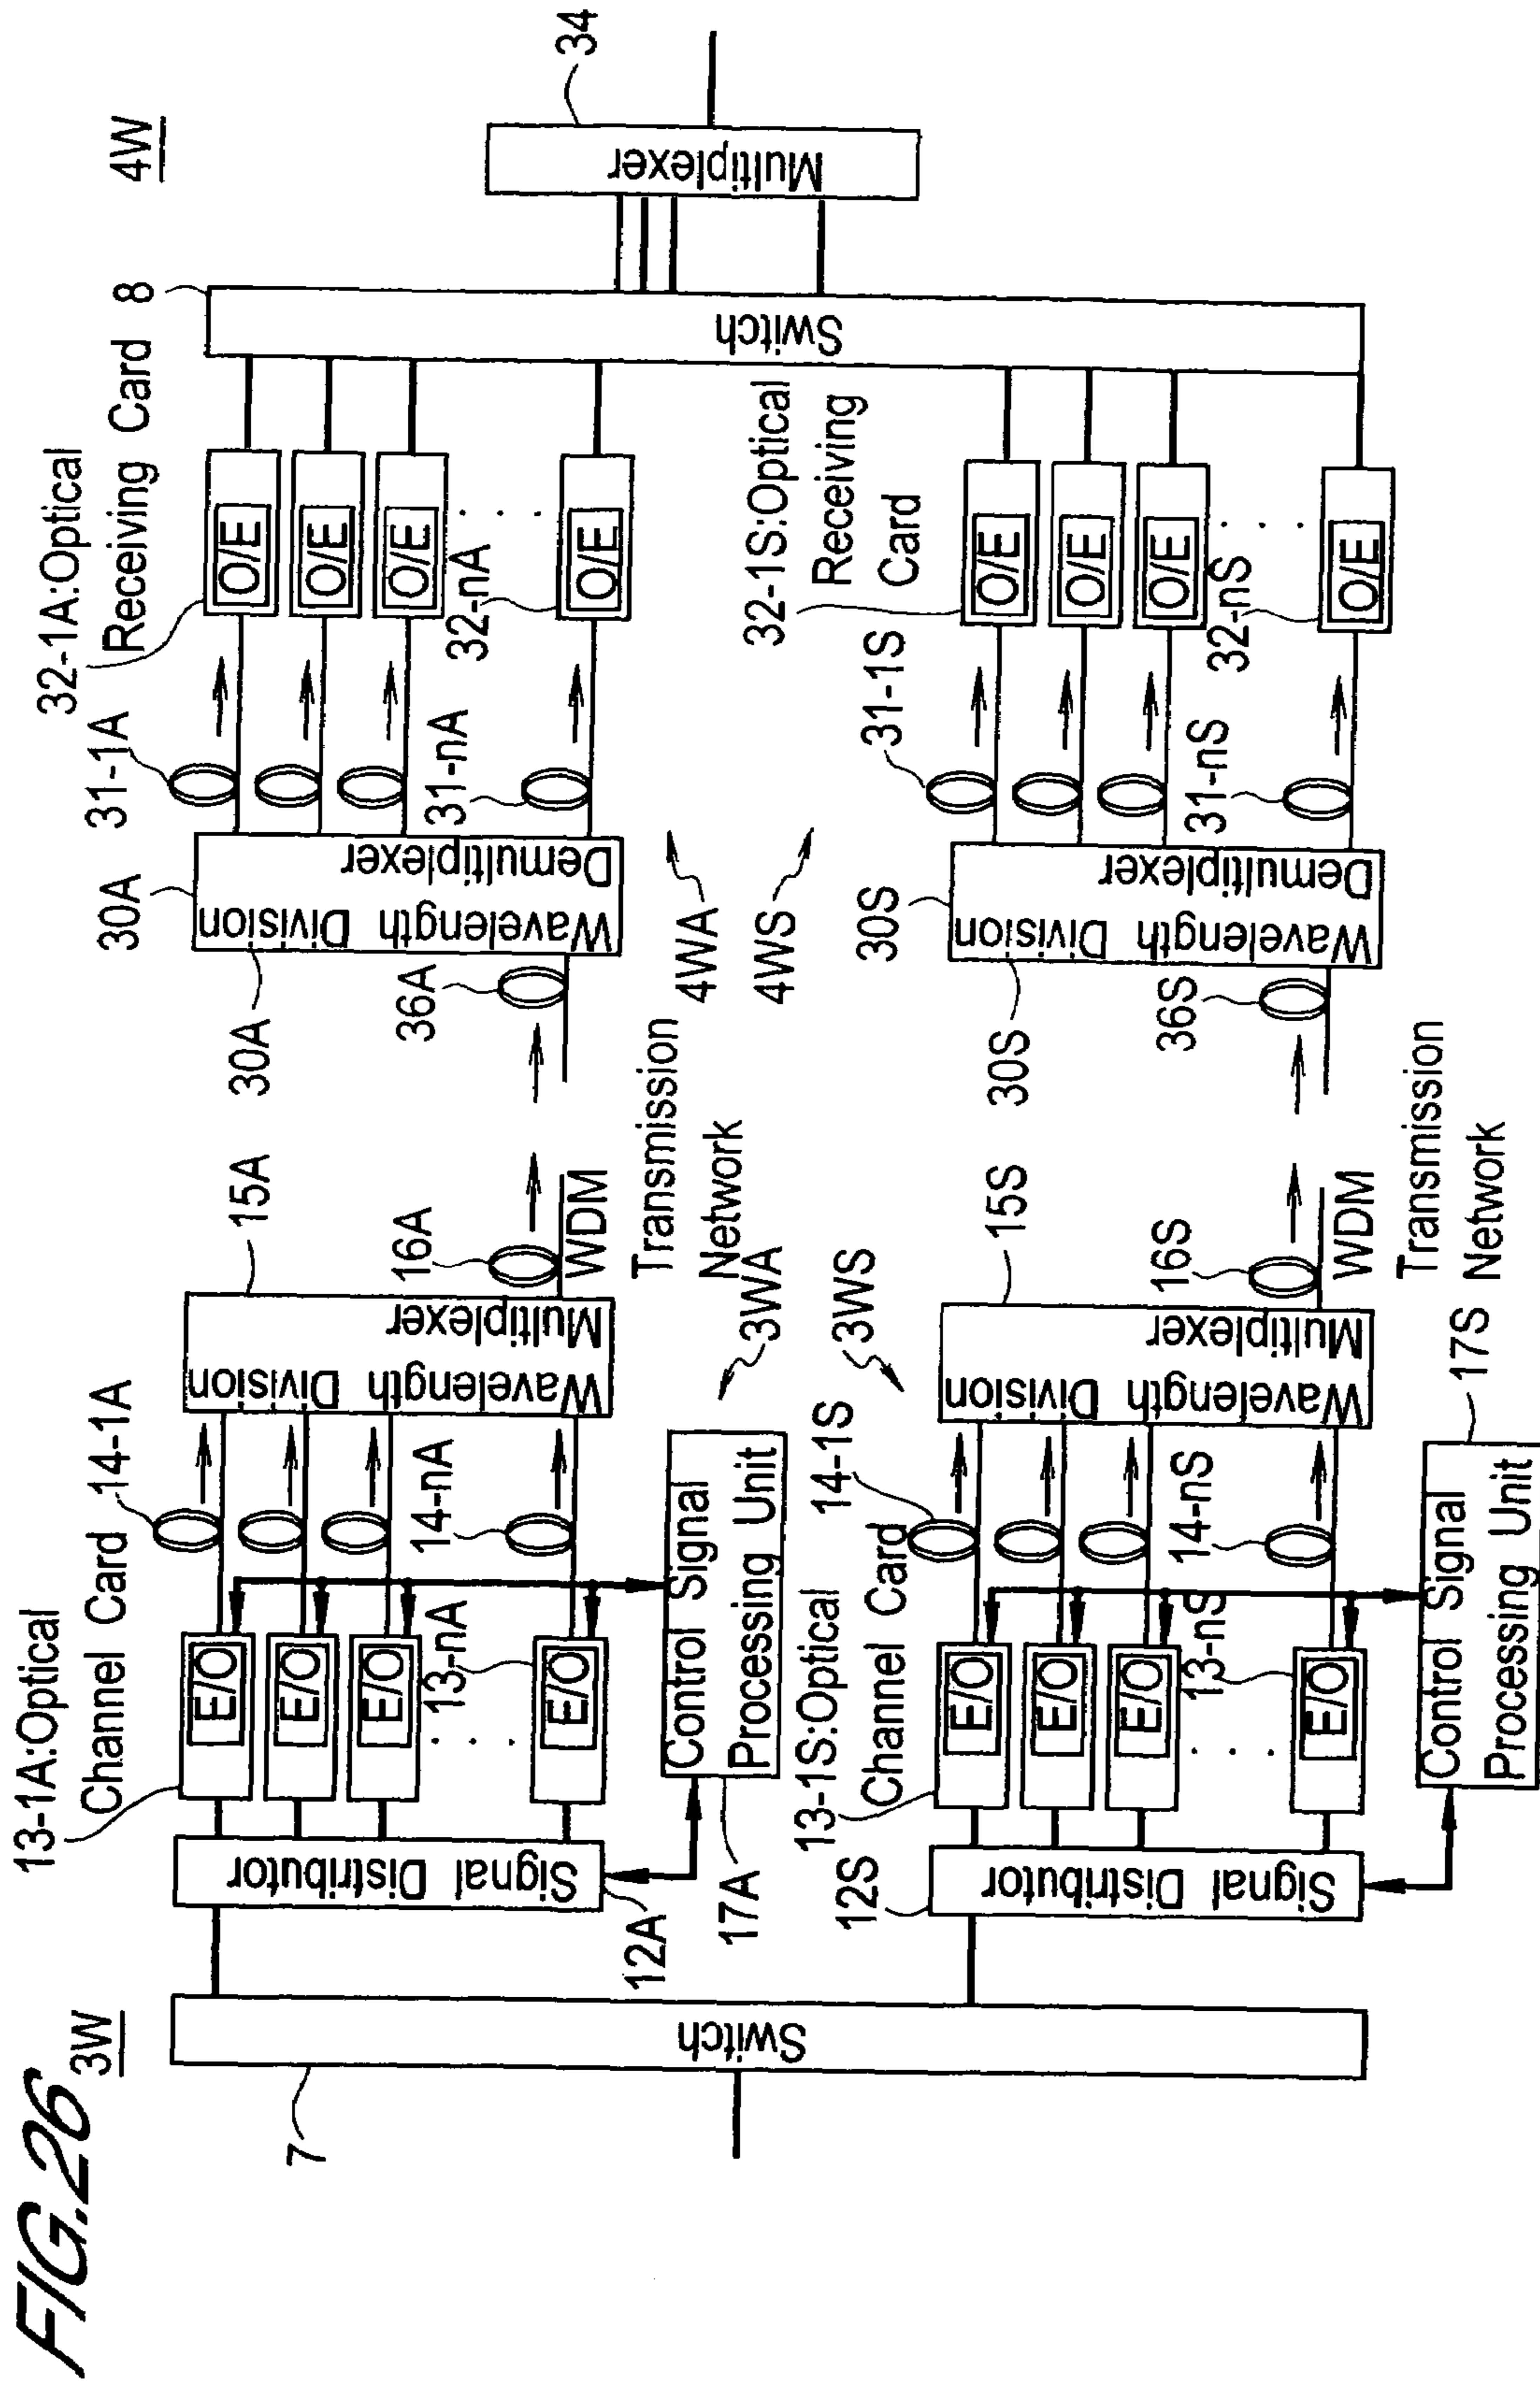 FIG.26
3W
7
Switch
12A
Signal Distributor
13-1A:Optical
Channel Card
E/O
E/O
E/O
13-nA
E/O
14-1A
14-nA
17A
Control Signal
Processing Unit
15A
Wavelength Division
Multiplexer
16A
WDM
Transmission
Network
3WA
3WS
12S
Signal Distributor
13-1S:Optical
Channel Card
E/O
E/O
E/O
13-nS
E/O
14-1S
14-nS
17S
Control Signal
Processing Unit
15S
Wavelength Division
Multiplexer
16S
WDM
Transmission
Network
4W
36A
30A
30A
Wavelength Division
Demultiplexer
31-1A
31-nA
32-1A:Optical
Receiving Card
O/E
O/E
O/E
32-nA
O/E
4WA
4WS
36S
30S
30S
Wavelength Division
Demultiplexer
31-1S
31-nS
32-1S:Optical
Receiving
Card
O/E
O/E
O/E
32-nS
O/E
8
Switch
34
Multiplexer